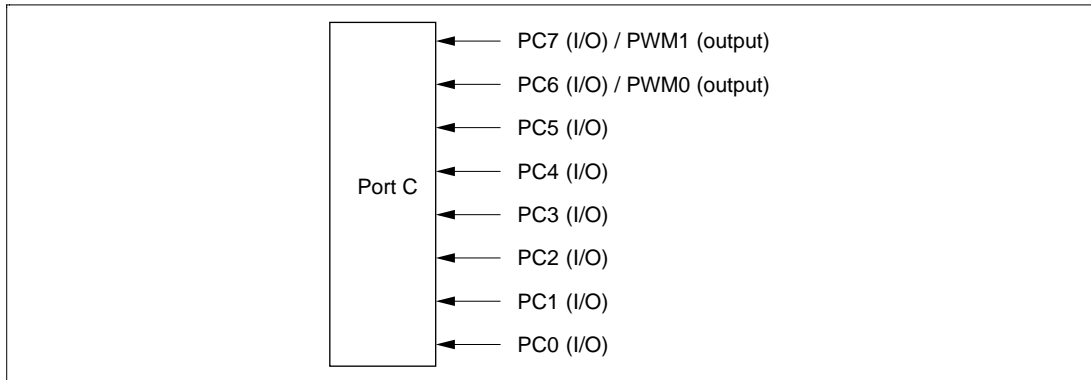 PC7 (I/O) / PWM1 (output)
PC6 (I/O) / PWM0 (output)
PC5 (I/O)
PC4 (I/O)
Port C
PC3 (I/O)
PC2 (I/O)
PC1 (I/O)
PC0 (I/O)